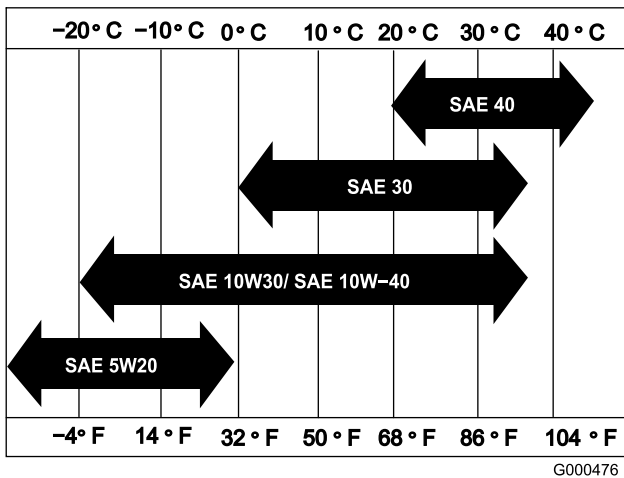 −20° C −10° C 0° C 10° C 20° C 30° C 40° C
SAE 40
SAE 30
SAE 10W30/ SAE 10W−40
SAE 5W20
−4° F 14° F 32° F 50° F 68° F 86° F 104 ° F
G000476